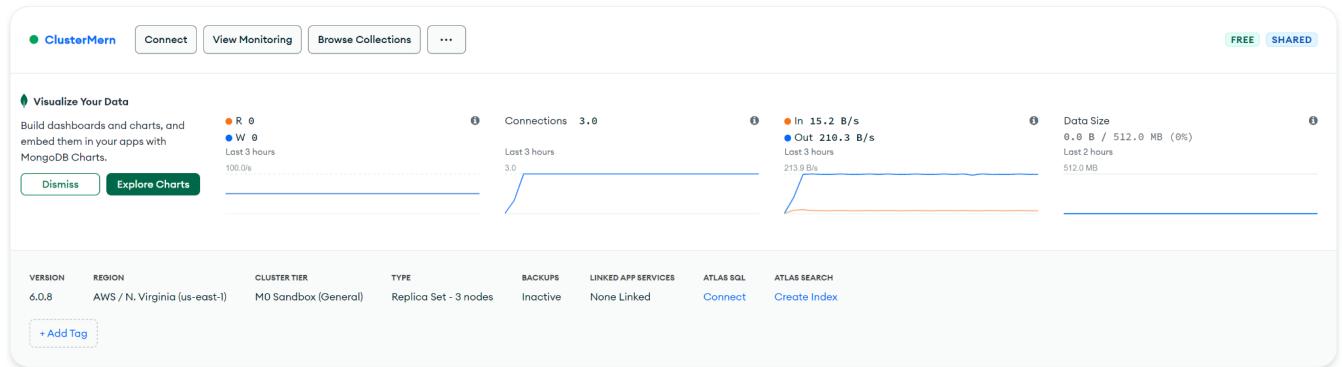 ClusterMern
Connect
View Monitoring
Browse Collections
...
FREE
SHARED
Visualize Your Data
Build dashboards and charts, and
embed them in your apps with
MongoDB Charts.
Dismiss
Explore Charts
R 0
W 0
Last 3 hours
100.0/s
Connections 3.0
Last 3 hours
3.0
In 15.2 B/s
Out 210.3 B/s
Last 3 hours
213.9 B/s
Data Size
0.0 B / 512.0 MB (0%)
Last 2 hours
512.0 MB
VERSION
6.0.8
REGION
AWS / N. Virginia (us-east-1)
CLUSTER TIER
M0 Sandbox (General)
TYPE
Replica Set - 3 nodes
BACKUPS
Inactive
LINKED APP SERVICES
None Linked
ATLAS SQL
Connect
ATLAS SEARCH
Create Index
+ Add Tag